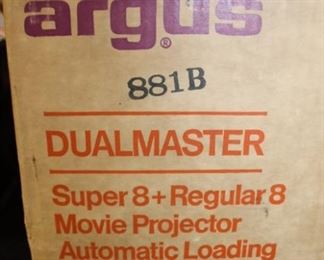 argus®
881B
DUALMASTER
Super 8+Regular 8
Movie Projector
Automatic Loading